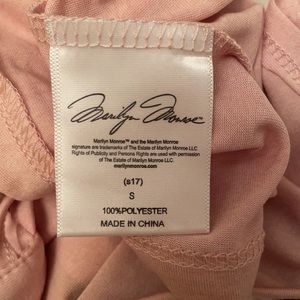 Marilyn Monroe™
Marilyn Monroe™ and the Marilyn Monroe
signature are trademarks of The Estate of Marilyn Monroe LLC
Rights of Publicity and Persona Rights are used with permission
of The Estate of Marilyn Monroe LLC.
marilynmonroe.com
(s17)
S
100%POLYESTER
MADE IN CHINA